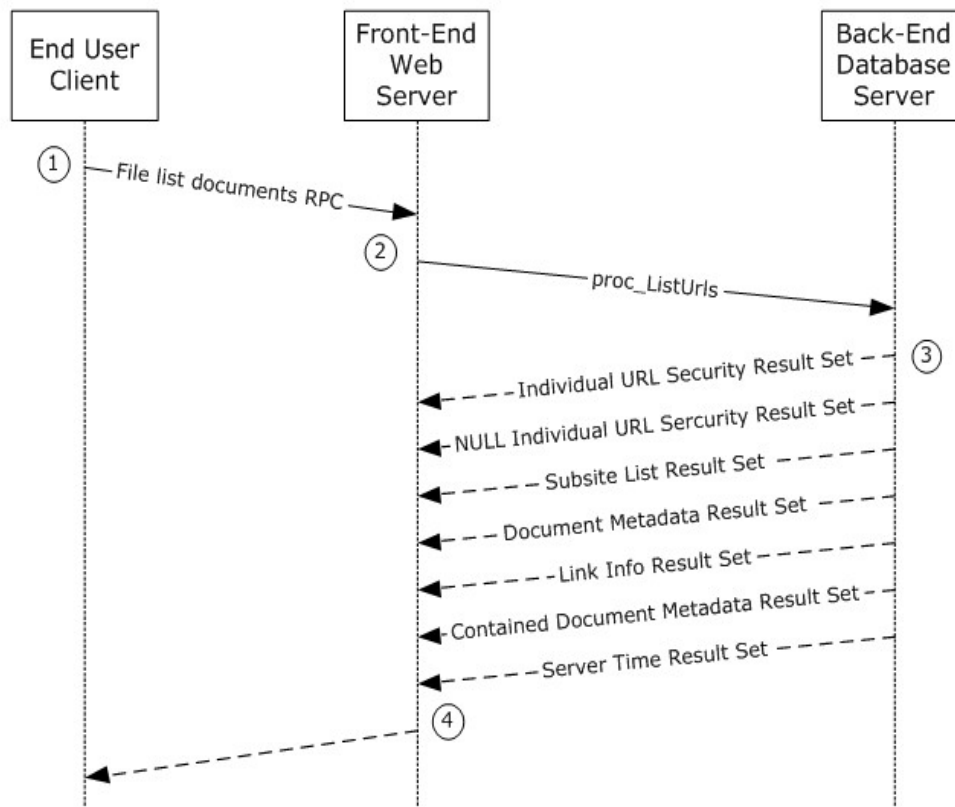 End User
Client
Front-End
Web
Server
Back-End
Database
Server
1
File list documents RPC
2
proc_ListUrls
3
Individual URL Security Result Set
NULL Individual URL Sercurity Result Set
Subsite List Result Set
Document Metadata Result Set
Link Info Result Set
Contained Document Metadata Result Set
Server Time Result Set
4